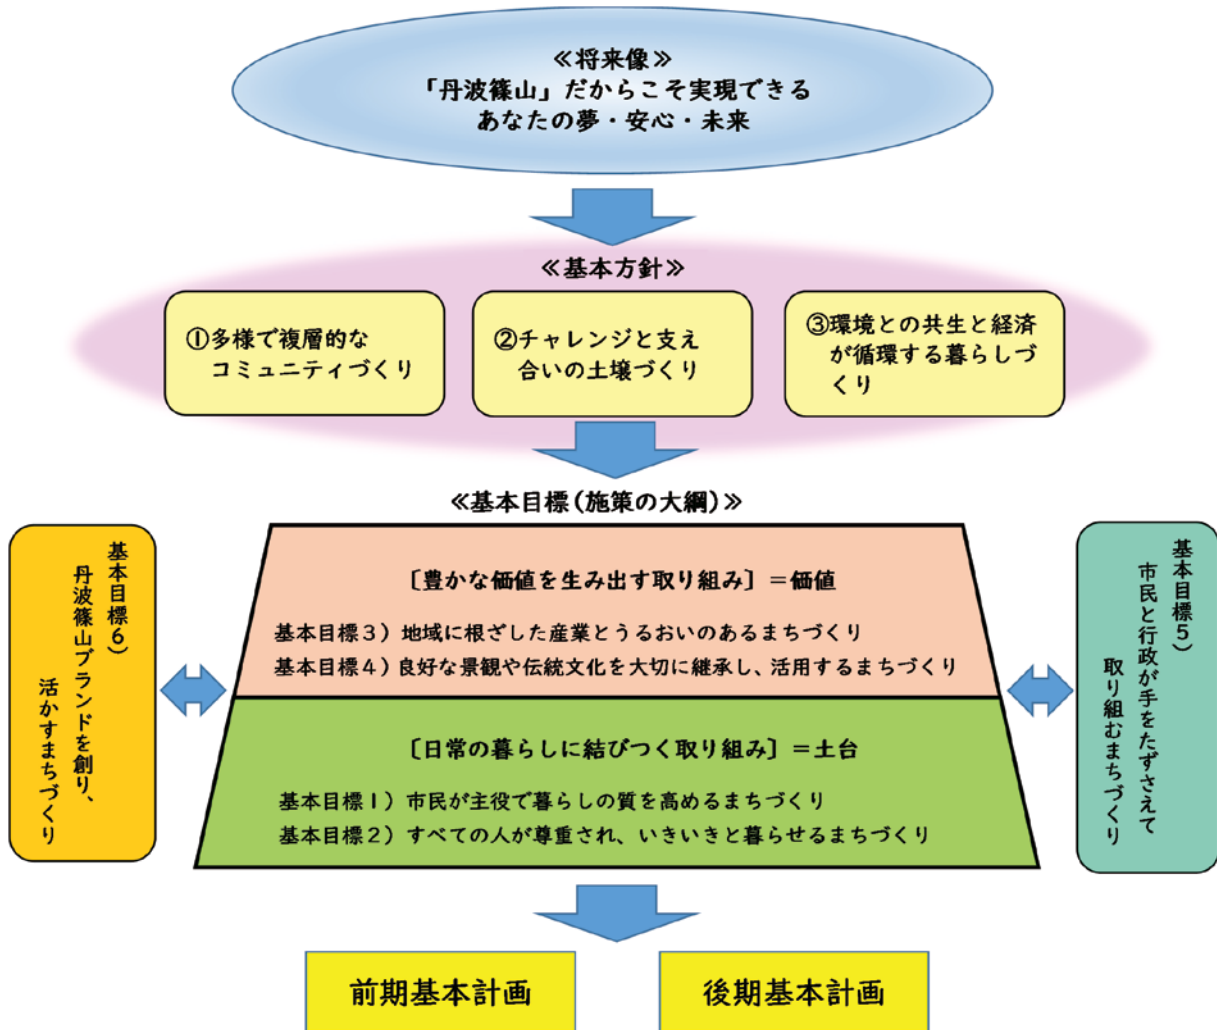 ≪将来像≫
「丹波篠山」だからこそ実現できる
あなたの夢・安心・未来
≪基本方針≫
①多様で複層的な
コミュニティづくり
②チャレンジと支え
合いの土壌づくり
③環境との共生と経済
が循環する暮らしづ
くり
≪基本目標(施策の大綱)≫
基本目標6)
丹波篠山ブランドを創り、
活かすまちづくり
[豊かな価値を生み出す取り組み]＝価値
基本目標3) 地域に根ざした産業とうるおいのあるまちづくり
基本目標4) 良好な景観や伝統文化を大切に継承し、活用するまちづくり
[日常の暮らしに結びつく取り組み]＝土台
基本目標1) 市民が主役で暮らしの質を高めるまちづくり
基本目標2) すべての人が尊重され、いきいきと暮らせるまちづくり
基本目標5)
市民と行政が手をたずさえて
取り組むまちづくり
前期基本計画
後期基本計画